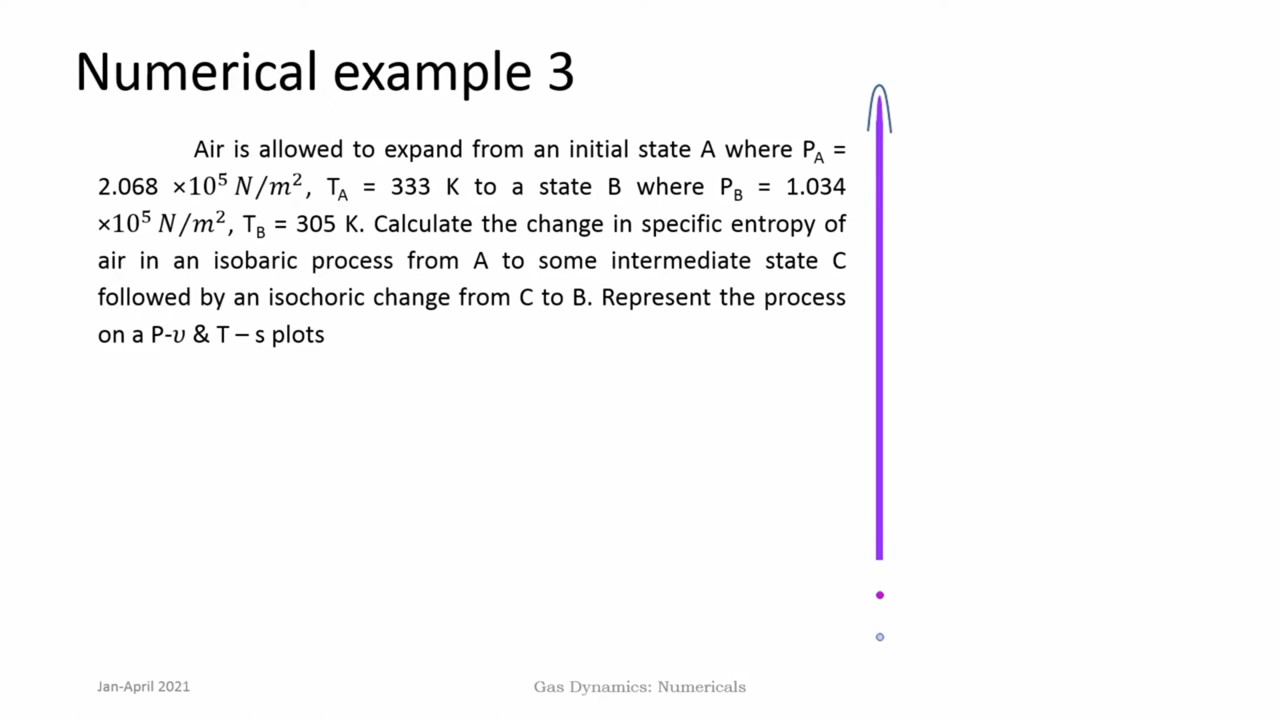 Numerical example 3
Air is allowed to expand from an initial state A where P_A =
2.068 ×10⁵ N/m², T_A = 333 K to a state B where P_B = 1.034
×10⁵ N/m², T_B = 305 K. Calculate the change in specific entropy of
air in an isobaric process from A to some intermediate state C
followed by an isochoric change from C to B. Represent the process
on a P-υ & T – s plots
Jan-April 2021
Gas Dynamics: Numericals